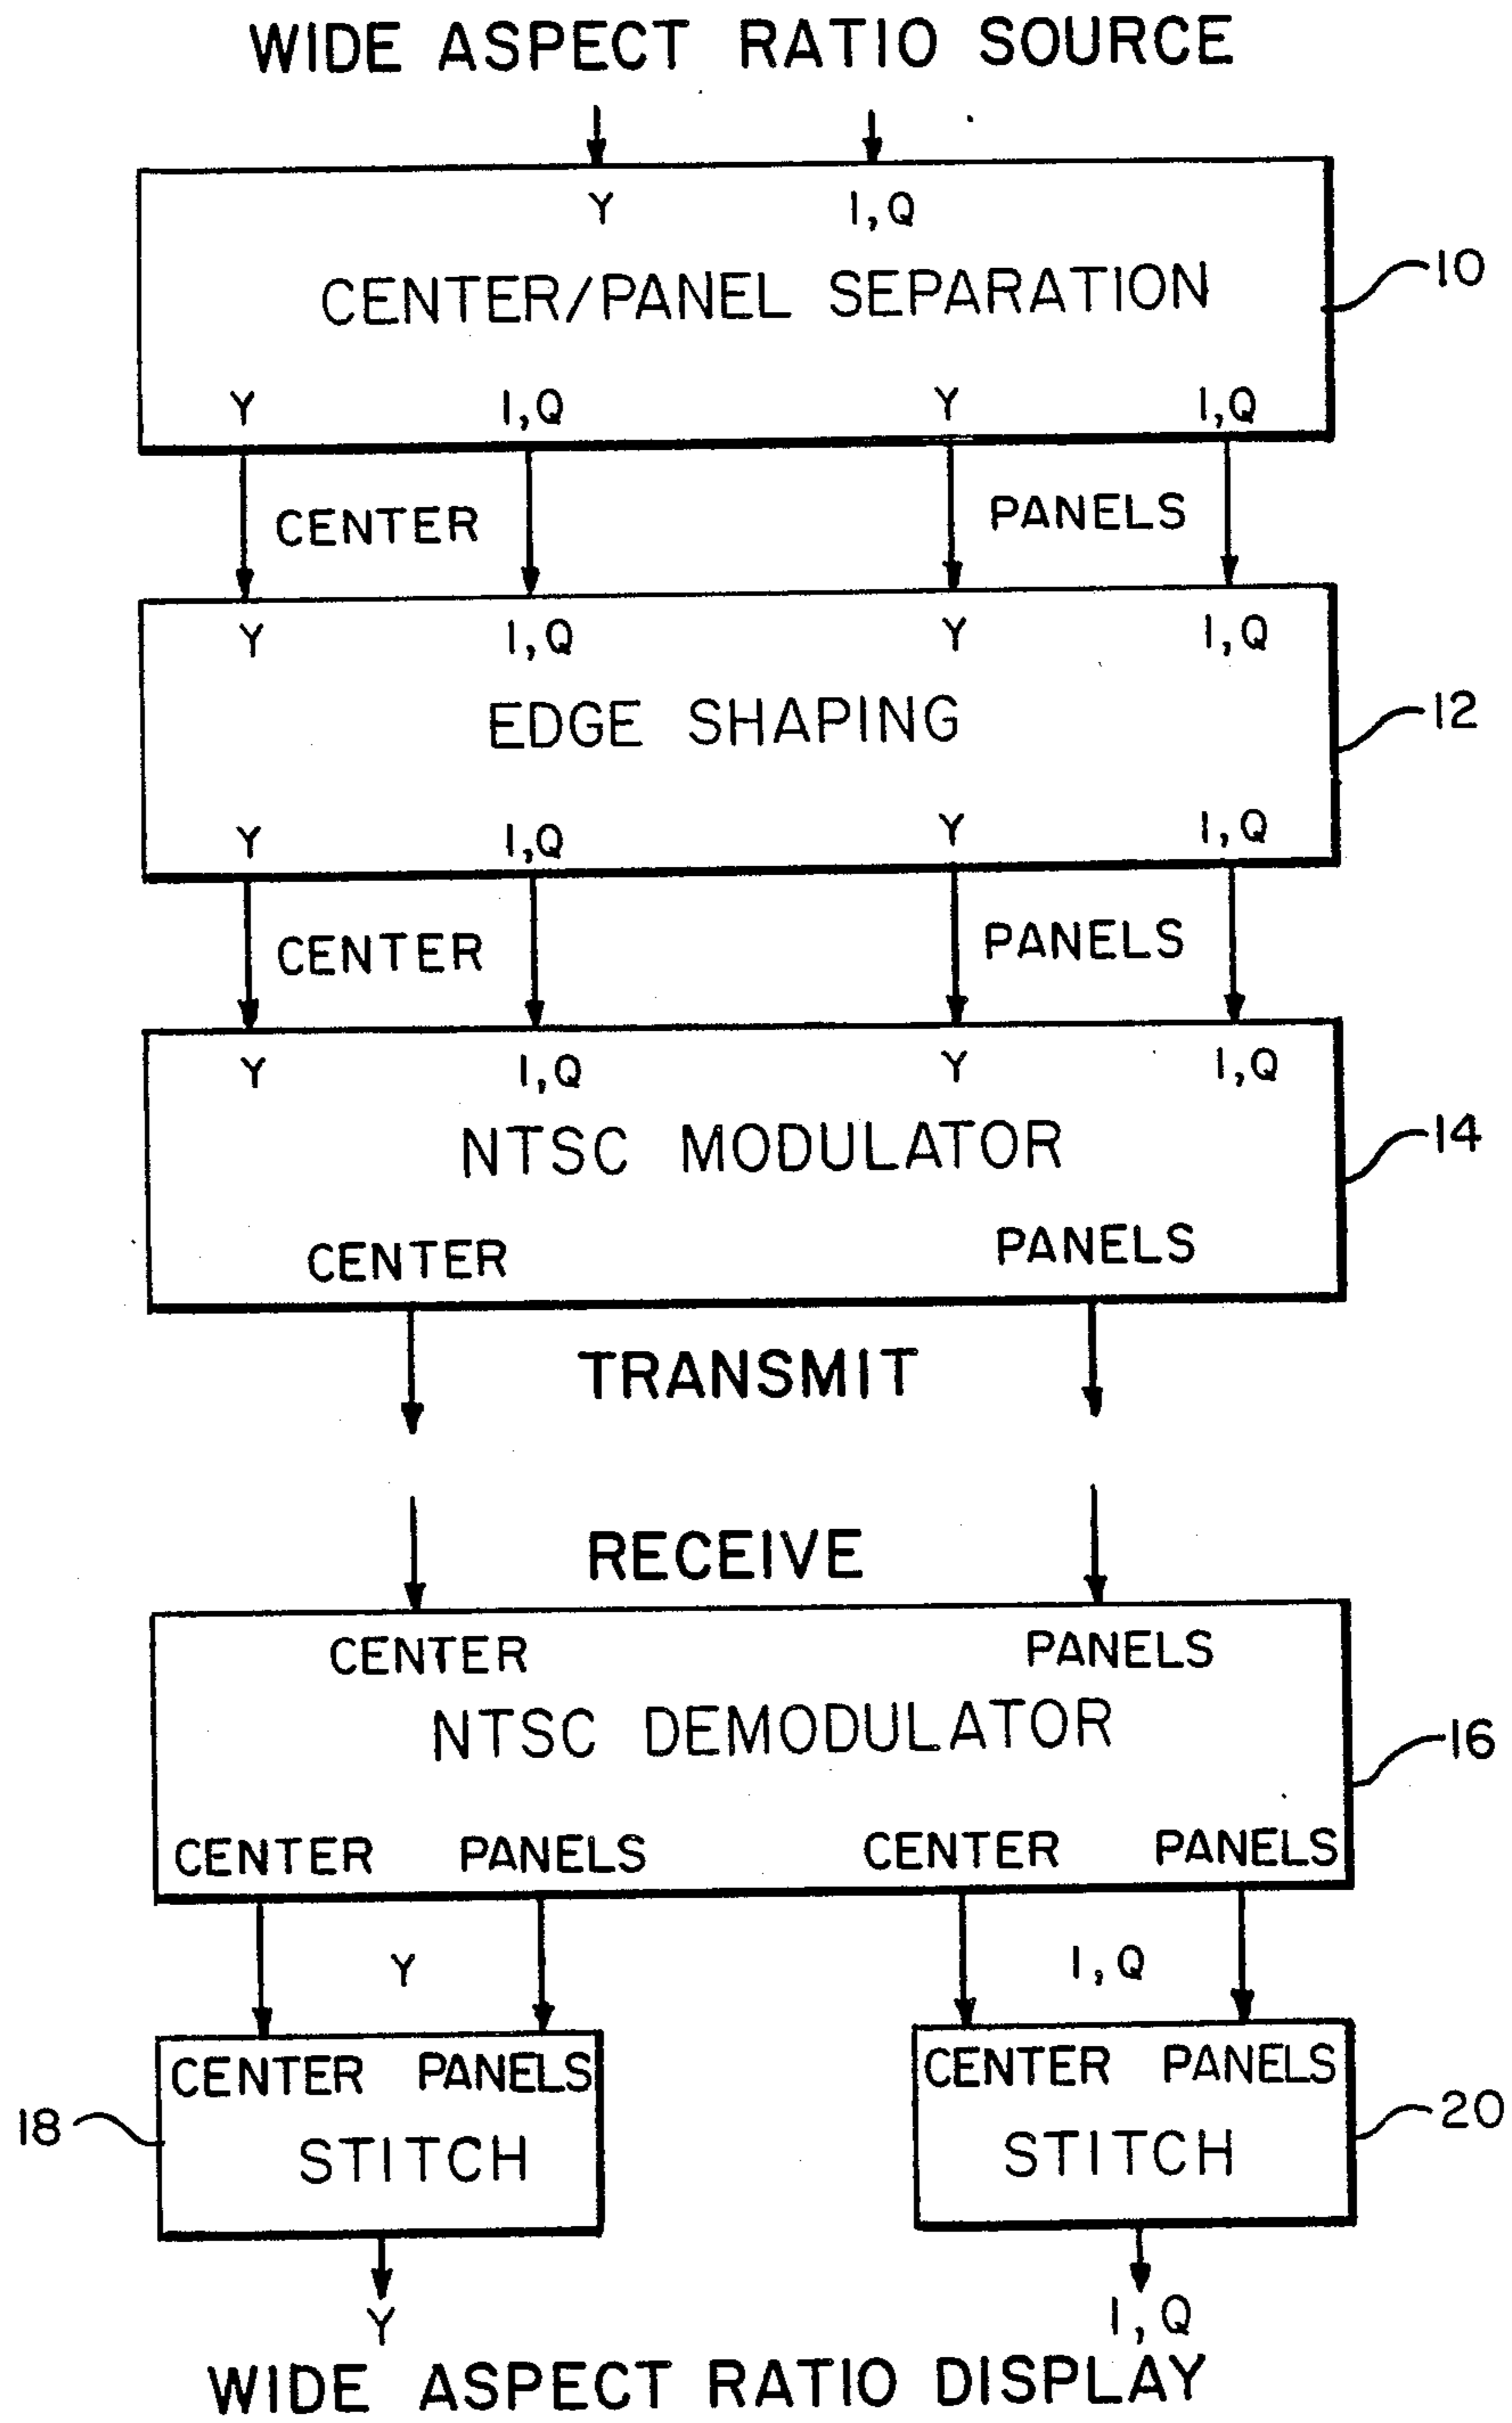 WIDE ASPECT RATIO SOURCE
Y I,Q
CENTER/PANEL SEPARATION
10
Y I,Q Y I,Q
CENTER PANELS
Y I,Q Y I,Q
EDGE SHAPING
12
Y I,Q Y I,Q
CENTER PANELS
Y I,Q Y I,Q
NTSC MODULATOR
14
CENTER PANELS
TRANSMIT
RECEIVE
CENTER PANELS
NTSC DEMODULATOR
16
CENTER PANELS CENTER PANELS
Y I,Q
CENTER PANELS CENTER PANELS
18 STITCH STITCH 20
Y I,Q
WIDE ASPECT RATIO DISPLAY